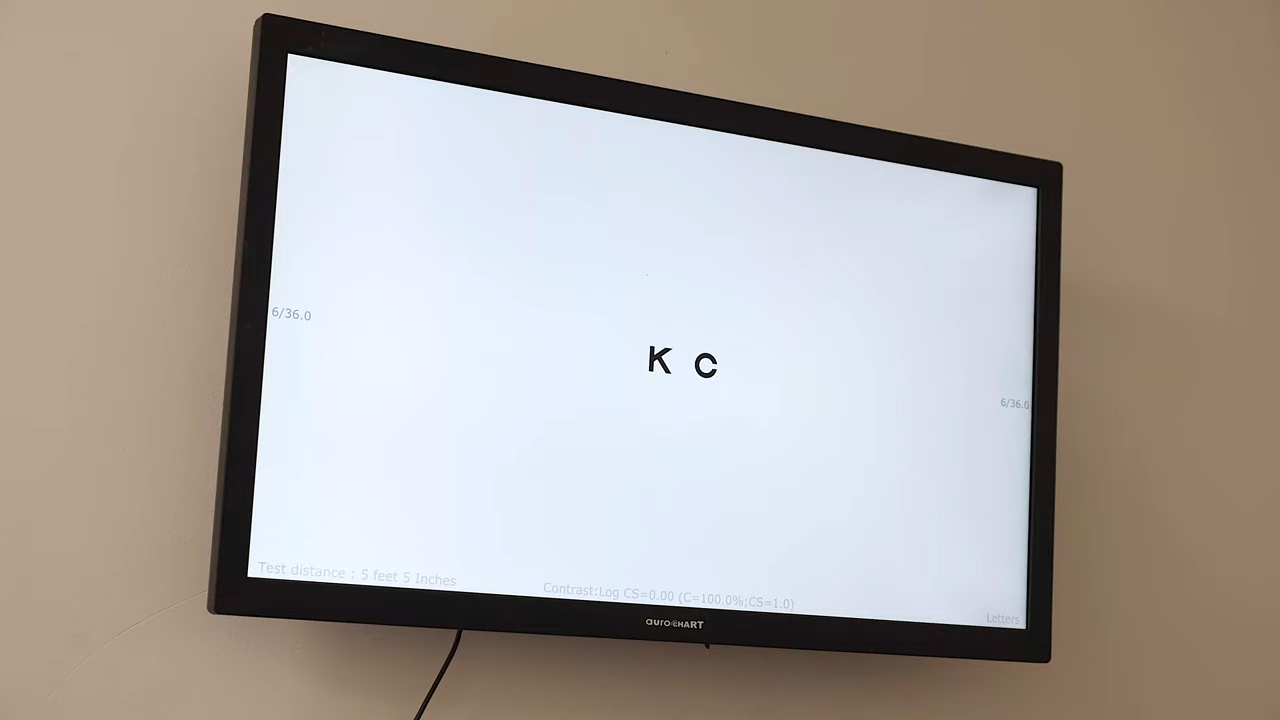 6/36.0
K C
6/36.0
Test distance : 5 feet 5 Inches
Contrast:Log CS=0.00 (C=100.0%;CS=1.0)
Letters
auroCHART